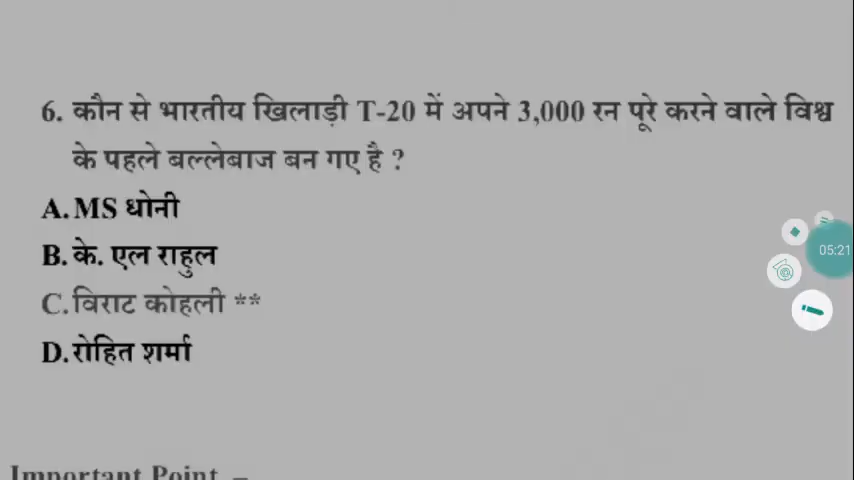 6. कौन से भारतीय खिलाड़ी T-20 में अपने 3,000 रन पूरे करने वाले विश्व
के पहले बल्लेबाज बन गए है ?
A. MS धोनी
B. के. एल राहुल
C. विराट कोहली **
D. रोहित शर्मा
05:21
Important Point –